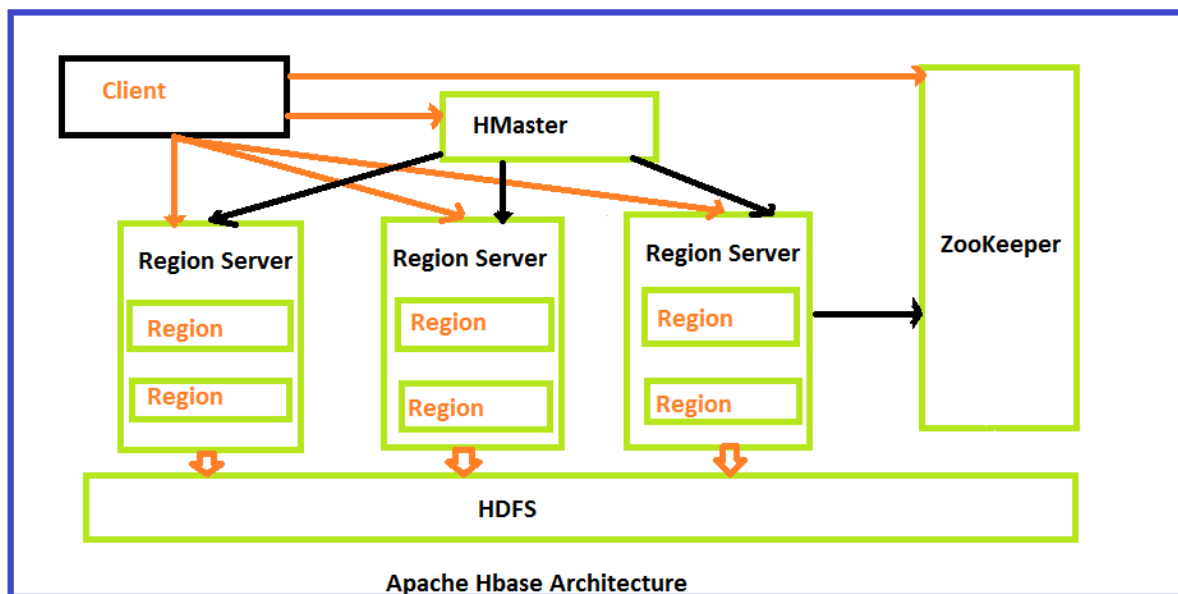 Client
HMaster
Region Server
Region Server
Region Server
ZooKeeper
Region
Region
Region
Region
Region
Region
HDFS
Apache Hbase Architecture